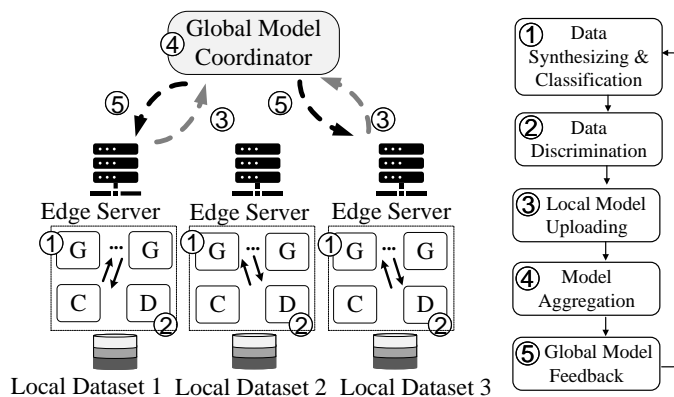 ④
Global Model
Coordinator
⑤
③
⑤
③
Edge Server
Edge Server
Edge Server
①
G ... G
C D
②
①
G ... G
C D
②
①
G ... G
C D
②
Local Dataset 1
Local Dataset 2
Local Dataset 3
① Data
Synthesizing &
Classification
② Data
Discrimination
③ Local Model
Uploading
④ Model
Aggregation
⑤ Global Model
Feedback